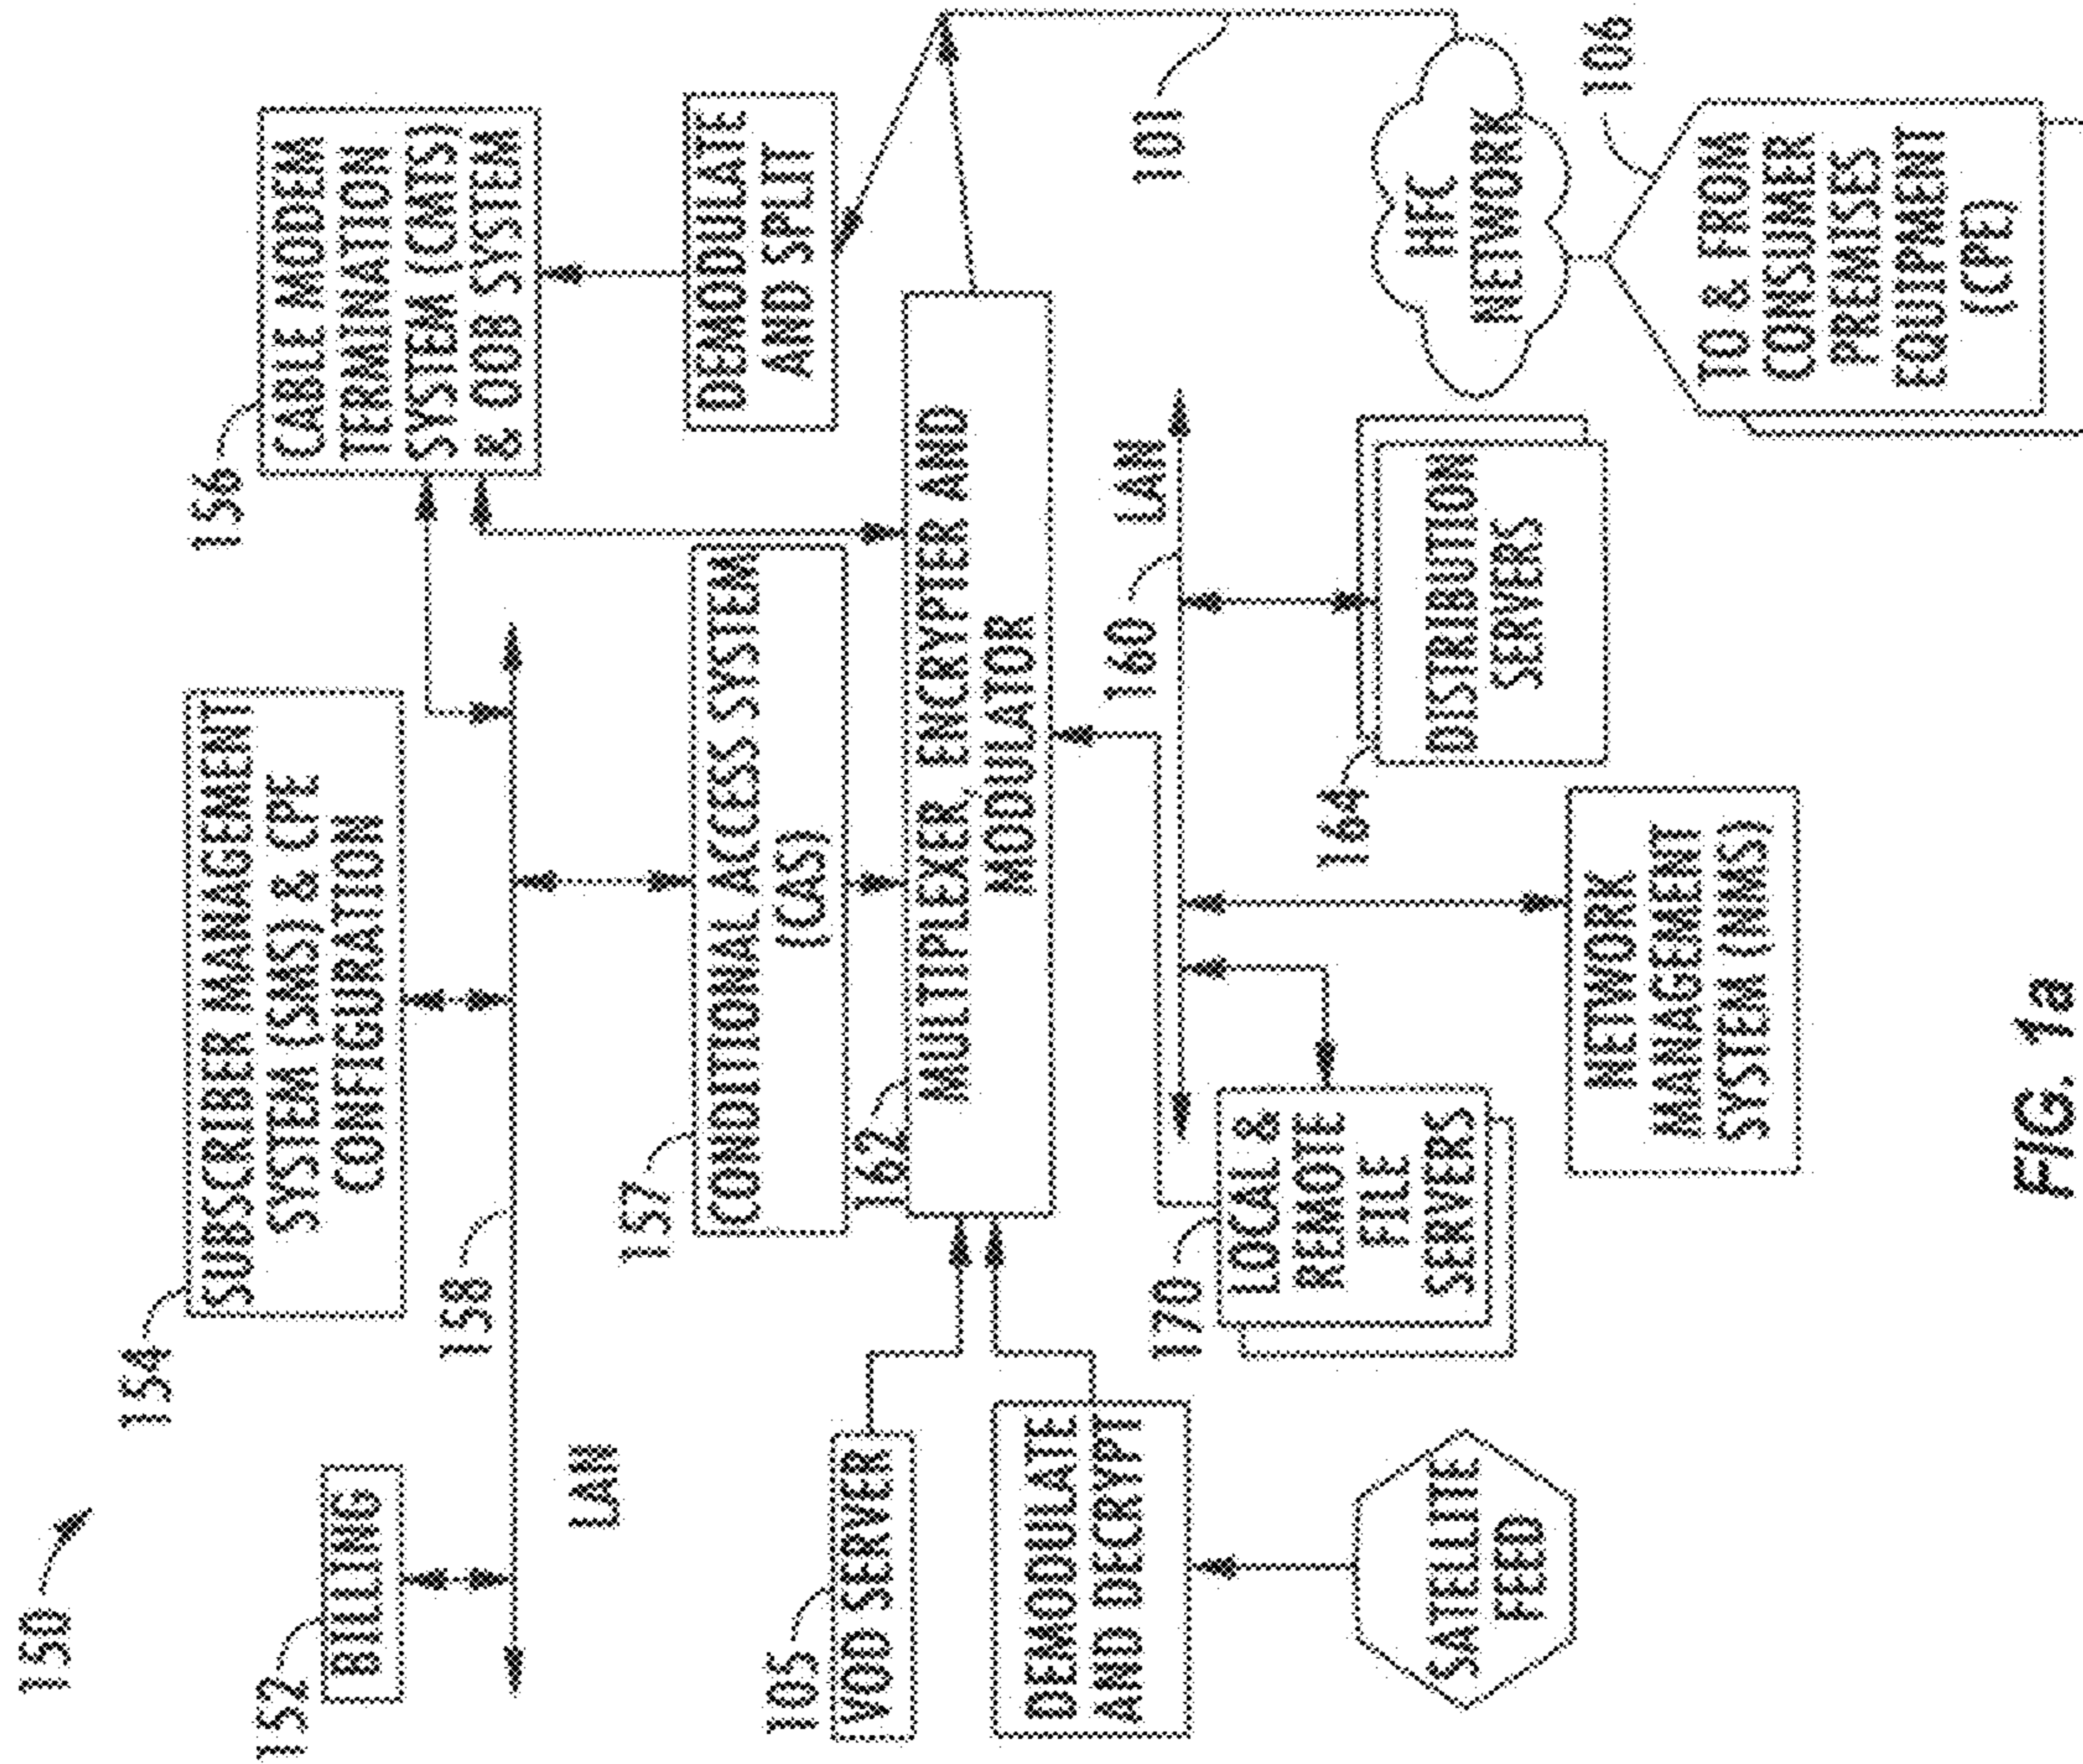 150
152
BILLING
154
SUBSCRIBER MANAGEMENT
SYSTEM (SMS) & CPE
CONFIGURATION
156
CABLE MODEM
TERMINATION
SYSTEM (CMTS)
& OOB SYSTEM
158
LAN
157
CONDITIONAL ACCESS SYSTEM
(CAS)
DEMODULATE
AND SPLIT
105
VOD SERVER
162
MULTIPLEXER, ENCRYPTER AND
MODULATOR
DEMODULATE
AND DECRYPT
101
160
LAN
170
LOCAL &
REMOTE
FILE
SERVERS
164
DISTRIBUTION
SERVERS
HFC
NETWORK
SATELLITIE
FEED
NETWORK
MANAGEMENT
SYSTEM (NMS)
106
TO & FROM
CONSUMER
PREMISES
EQUIPMENT
(CPE)
FIG. 1a